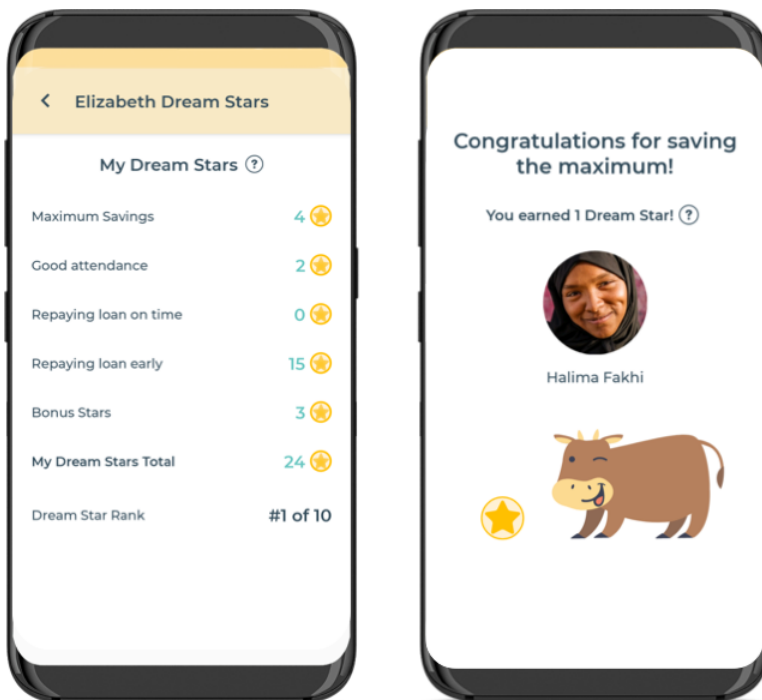 Elizabeth Dream Stars
My Dream Stars ?
Maximum Savings 4
Good attendance 2
Repaying loan on time 0
Repaying loan early 15
Bonus Stars 3
My Dream Stars Total 24
Dream Star Rank #1 of 10
Congratulations for saving
the maximum!
You earned 1 Dream Star! ?
Halima Fakhi